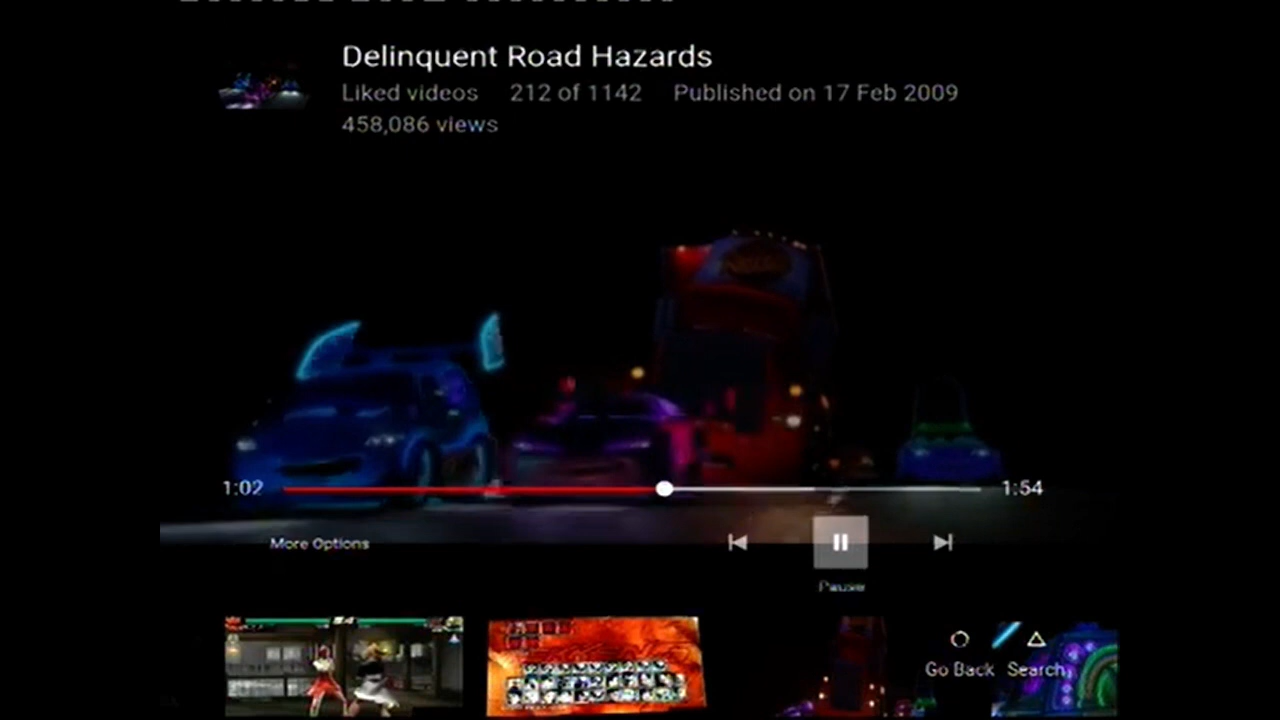 Delinquent Road Hazards
Liked videos 212 of 1142 Published on 17 Feb 2009
458,086 views
1:02 1:54
More Options
Pause
Go Back Search